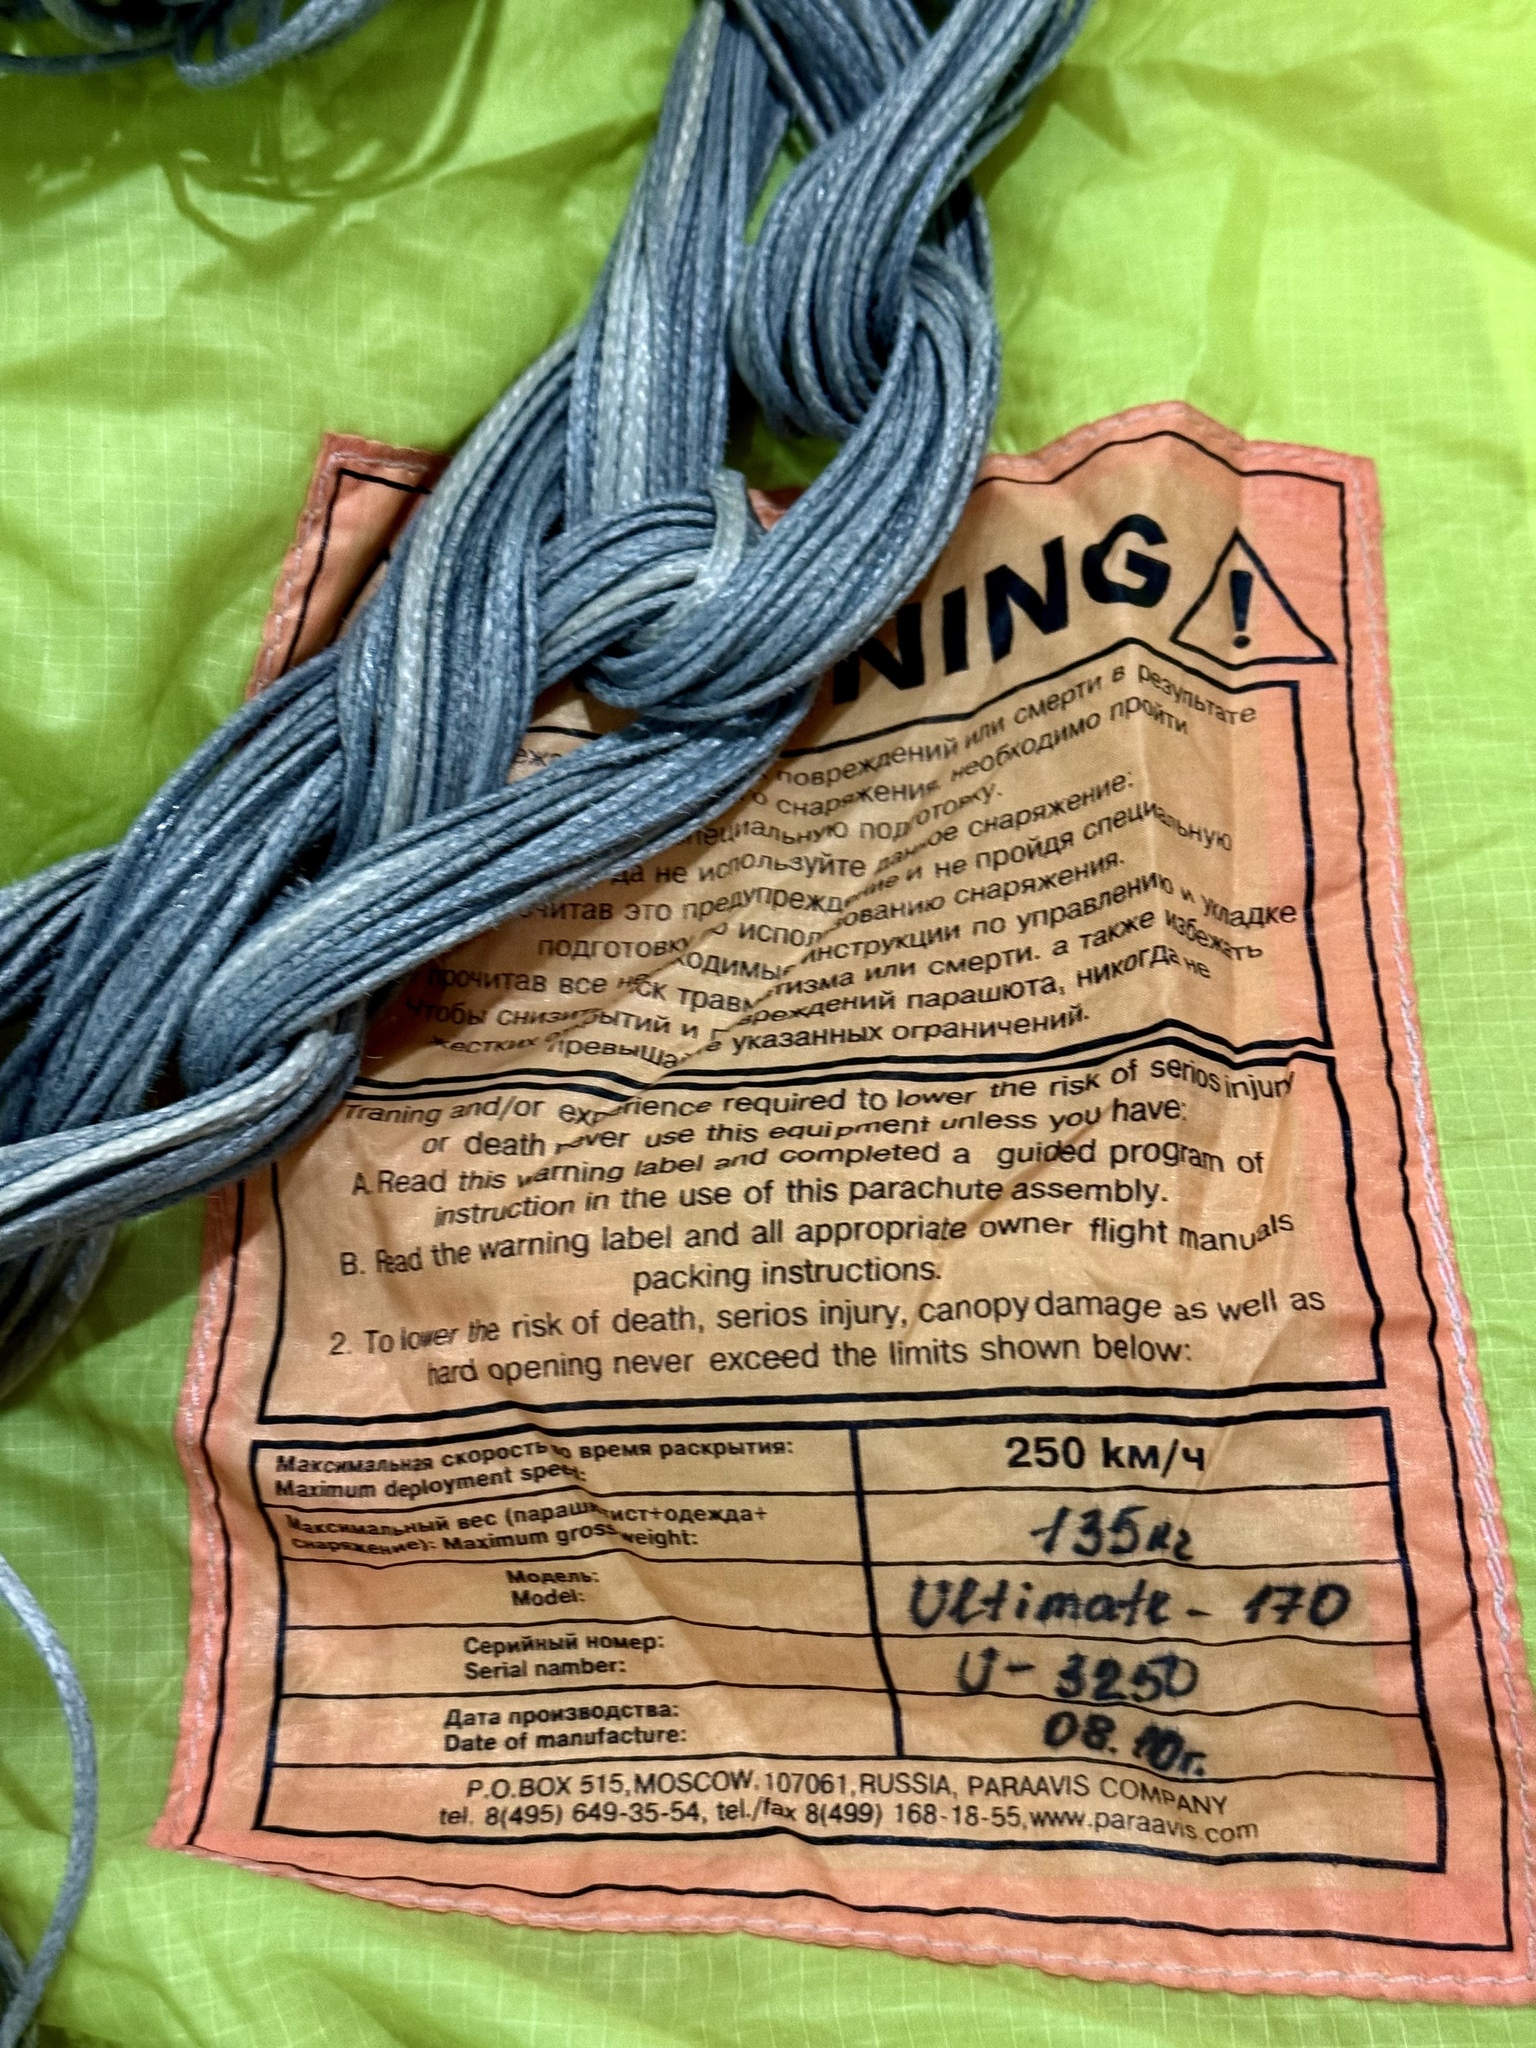 NING
повреждений или смерти в результате
снаряжения, необходимо пройти
специальную подготовку.
не используйте данное снаряжение:
это предупреждение и не пройдя специальную
подготовку по использованию снаряжения.
прочитав все инструкции по управлению и укладке
Чтобы снизить травматизма или смерти. а также избежать
жестких и повреждений парашюта, никогда не
указанных ограничений.
Traning and/or experience required to lower the risk of serios injury
or death never use this equipment unless you have:
A.Read this warning label and completed a guided program of
instruction in the use of this parachute assembly.
B. Read the warning label and all appropriate owner flight manuals
packing instructions.
2. To lower the risk of death, serios injury, canopy damage as well as
hard opening never exceed the limits shown below:
Максимальная скорость во время раскрытия:
Maximum deployment speed:
250 км/ч
Максимальный вес (парашютист+одежда+
снаряжение): Maximum gross weight:
135кг
Модель:
Model:
Ultimate - 170
Серийный номер:
Serial namber:
U - 3250
Дата производства:
Date of manufacture:
08.10г.
P.O.BOX 515,MOSCOW,107061,RUSSIA, PARAAVIS COMPANY
tel. 8(495) 649-35-54, tel./fax 8(499) 168-18-55,www.paraavis.com